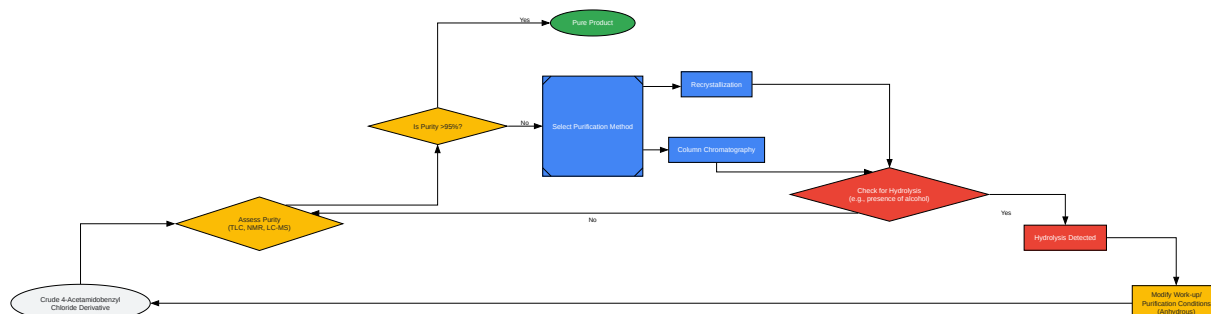 Yes
Pure Product
Recrystallization
Is Purity >95%?
No
Select Purification Method
Column Chromatography
Check for Hydrolysis
(e.g., presence of alcohol)
Assess Purity
(TLC, NMR, LC-MS)
No
Yes
Hydrolysis Detected
Crude 4-Acetamidobenzyl
Chloride Derivative
Modify Work-up/
Purification Conditions
(Anhydrous)